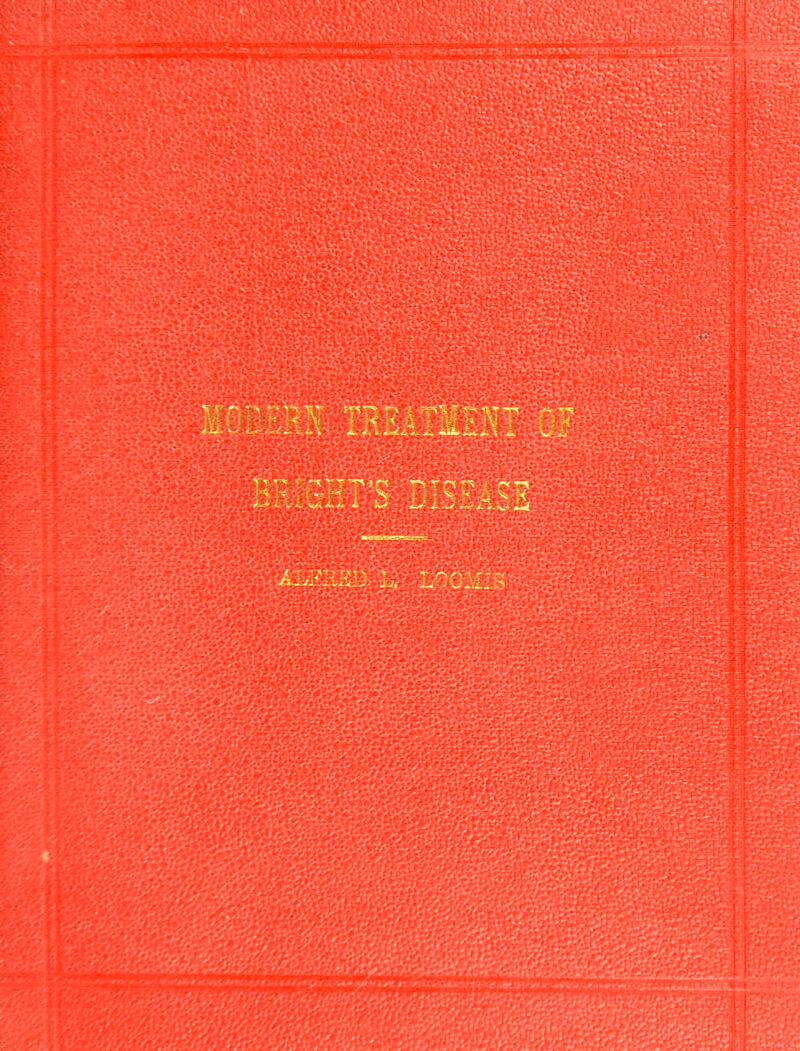 MODERN TREATMENT OF
BRIGHT'S DISEASE
ALFRED L. LOOMIS